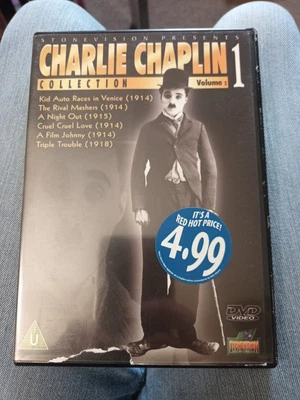 STONEVISION PRESENTS
CHARLIE CHAPLIN 1
COLLECTION Volume 1
Kid Auto Races in Venice (1914)
The Rival Mashers (1914)
A Night Out (1915)
Cruel Cruel Love (1914)
A Film Johnny (1914)
Triple Trouble (1918)
IT'S A
RED HOT PRICE!
4.99
U
DVD
VIDEO